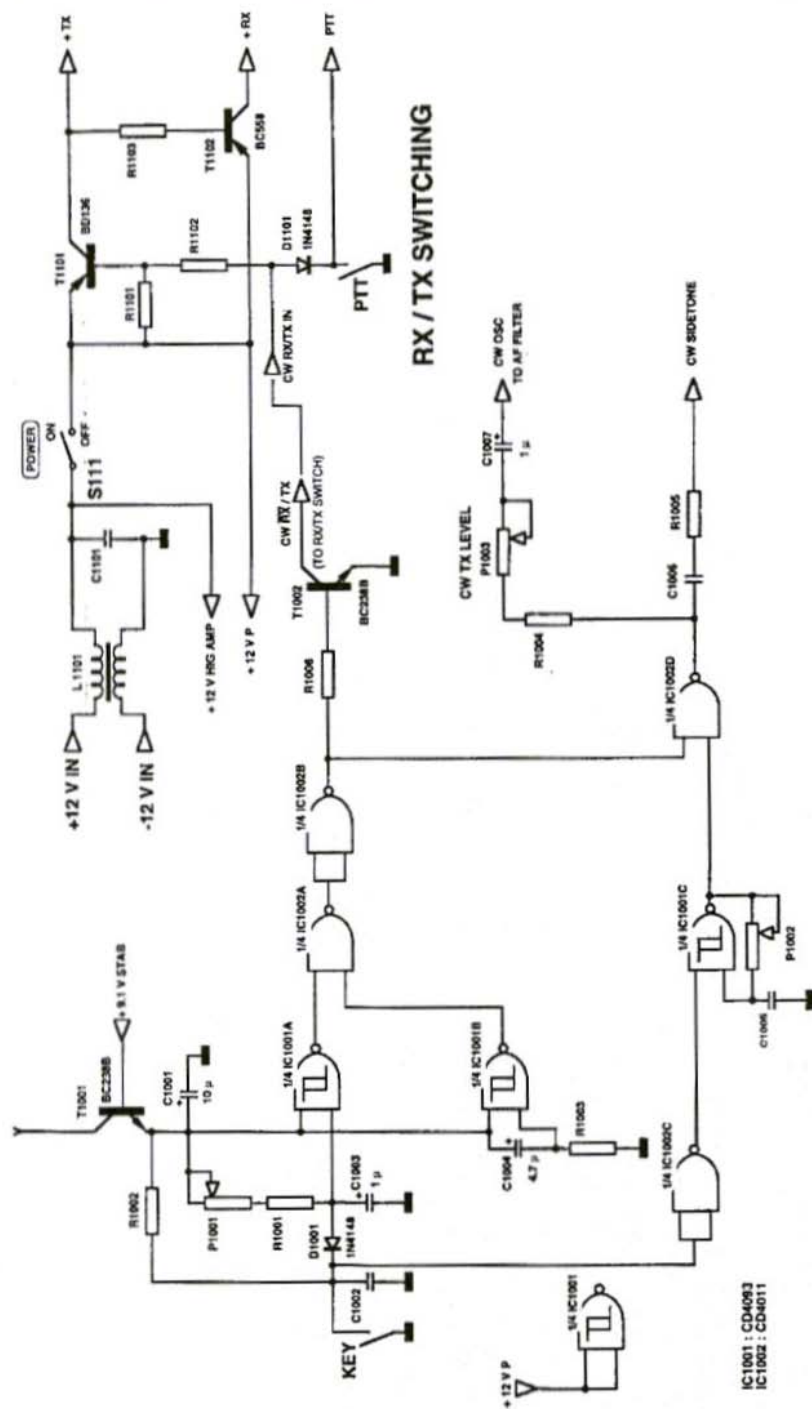 +12 V IN
-12 V IN
L 1101
C1101
POWER
ON
OFF
S111
+ 12 V HIG AMP
+ 12 V P
T1101
BD136
R1101
R1102
R1103
T1102
BC558
+ TX
+ RX
PTT
D1101
1N4148
PTT
CW RX/TX IN
RX / TX SWITCHING
CW RX / TX
(TO RX/TX SWITCH)
T1002
BC238B
R1006
+ 9.1 V STAB
T1001
BC238B
R1002
C1001
+
10 µ
P1001
R1001
D1001
1N4148
+ C1003
1 µ
C1002
KEY
1/4 IC1001A
1/4 IC1002A
1/4 IC1002B
1/4 IC1001B
C1004 +
4.7 µ
R1003
1/4 IC1002C
1/4 IC1001C
P1002
1/4 IC1002D
R1004
CW TX LEVEL
P1003
C1007
+
1 µ
CW OSC
TO AF FILTER
C1006
R1005
CW SIDETONE
+ 12 V P
1/4 IC1001
IC1001 : CD4093
IC1002 : CD4011